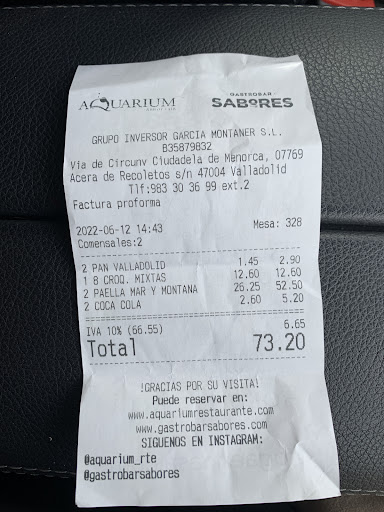 AQUARIUM
GASTROBAR
SABORES
GRUPO INVERSOR GARCIA MONTANER S.L.
B35879832
Via de Circunv Ciudadela de Menorca, 07769
Acera de Recoletos s/n 47004 Valladolid
Tlf:983 30 36 99 ext.2
Factura proforma
2022-06-12 14:43 Mesa: 328
Comensales:2
2 PAN VALLADOLID 1.45 2.90
1 8 CROQ. MIXTAS 12.60 12.60
2 PAELLA MAR Y MONTANA 26.25 52.50
2 COCA COLA 2.60 5.20
IVA 10% (66.55) 6.65
Total 73.20
¡GRACIAS POR SU VISITA!
Puede reservar en:
www.aquariumrestaurante.com
www.gastrobarsabores.com
SIGUENOS EN INSTAGRAM:
@aquarium_rte
@gastrobarsabores